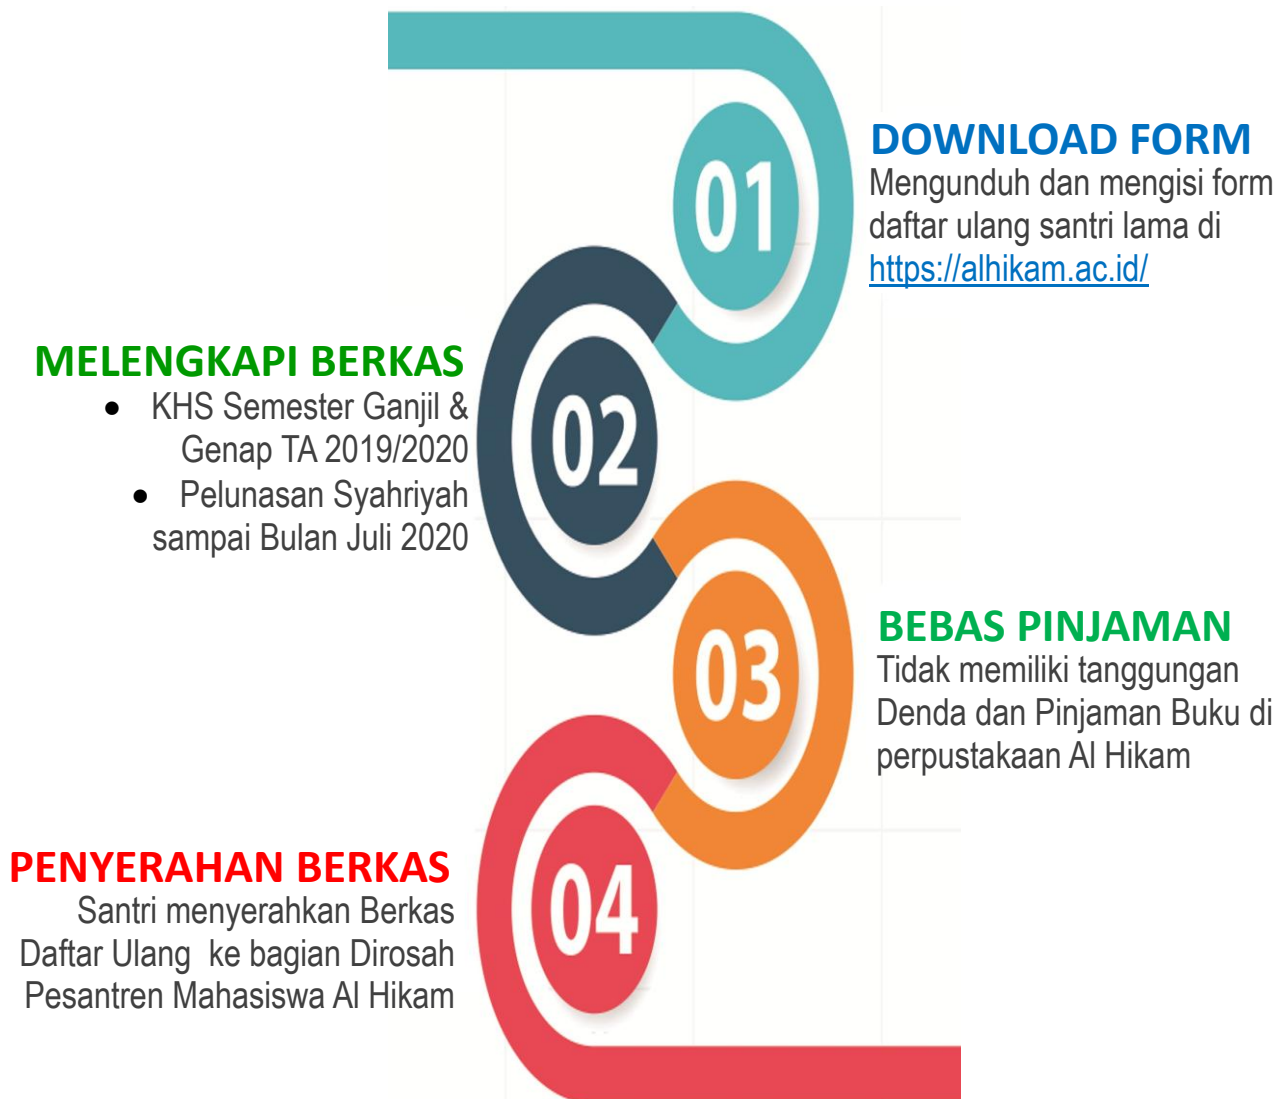 01
DOWNLOAD FORM
Mengunduh dan mengisi form
daftar ulang santri lama di
https://alhikam.ac.id/
02
MELENGKAPI BERKAS
• KHS Semester Ganjil &
Genap TA 2019/2020
• Pelunasan Syahriyah
sampai Bulan Juli 2020
03
BEBAS PINJAMAN
Tidak memiliki tanggungan
Denda dan Pinjaman Buku di
perpustakaan Al Hikam
04
PENYERAHAN BERKAS
Santri menyerahkan Berkas
Daftar Ulang ke bagian Dirosah
Pesantren Mahasiswa Al Hikam